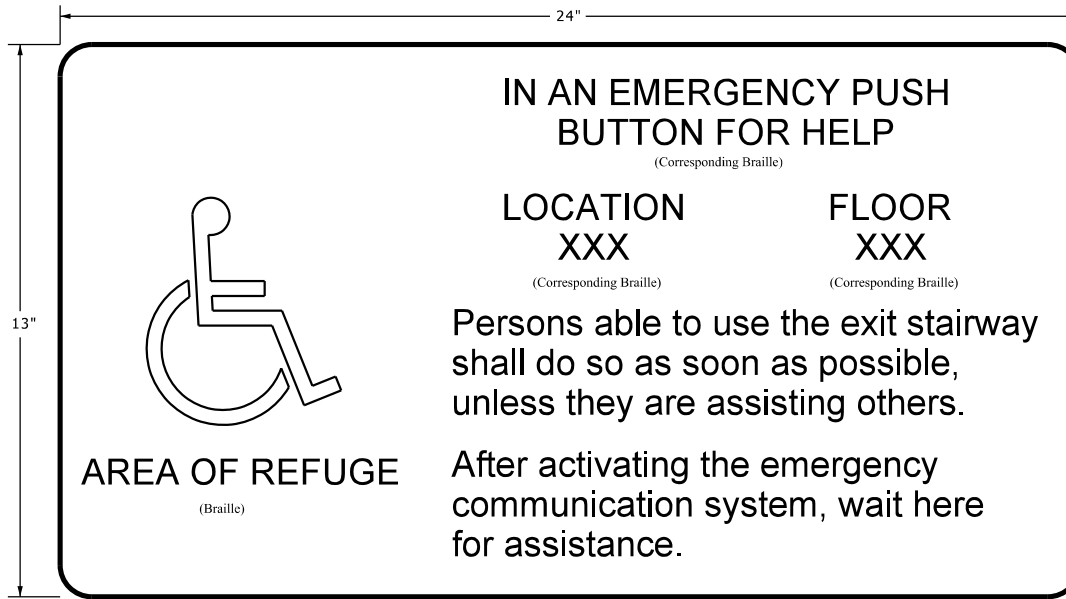 24"
IN AN EMERGENCY PUSH
BUTTON FOR HELP
(Corresponding Braille)
LOCATION
XXX
(Corresponding Braille)
FLOOR
XXX
(Corresponding Braille)
13"
Persons able to use the exit stairway
shall do so as soon as possible,
unless they are assisting others.
AREA OF REFUGE
(Braille)
After activating the emergency
communication system, wait here
for assistance.